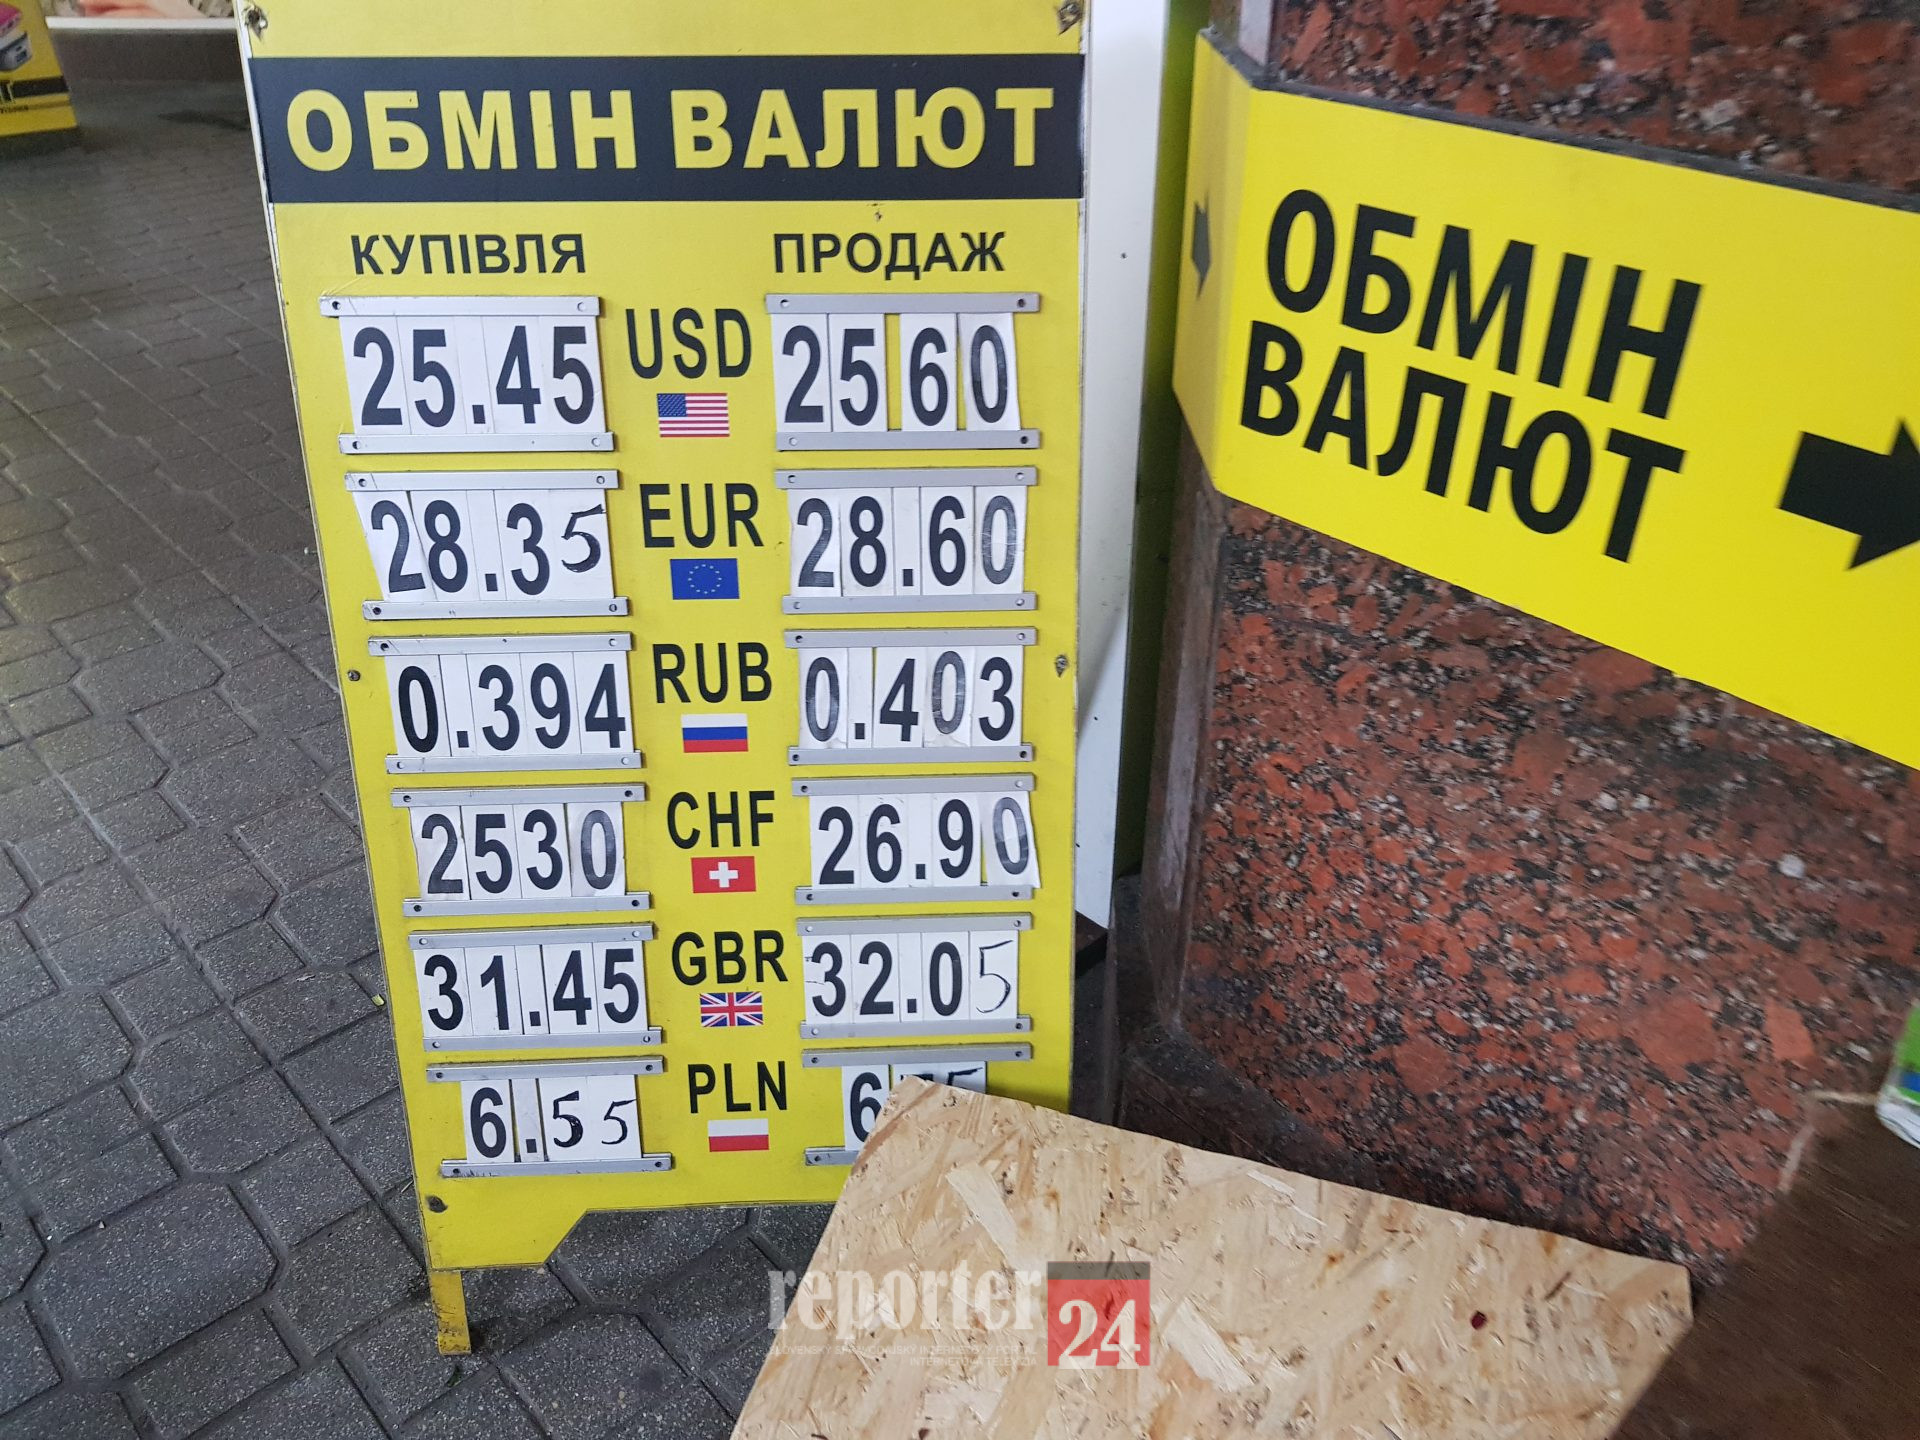 ОБМІН ВАЛЮТ
КУПІВЛЯ ПРОДАЖ
25.45 USD 25 60
28.35 EUR 28.60
0.394 RUB 0.403
2530 CHF 26.90
31.45 GBR 32.05
6.55 PLN 6
ОБМІН
ВАЛЮТ
reporter 24